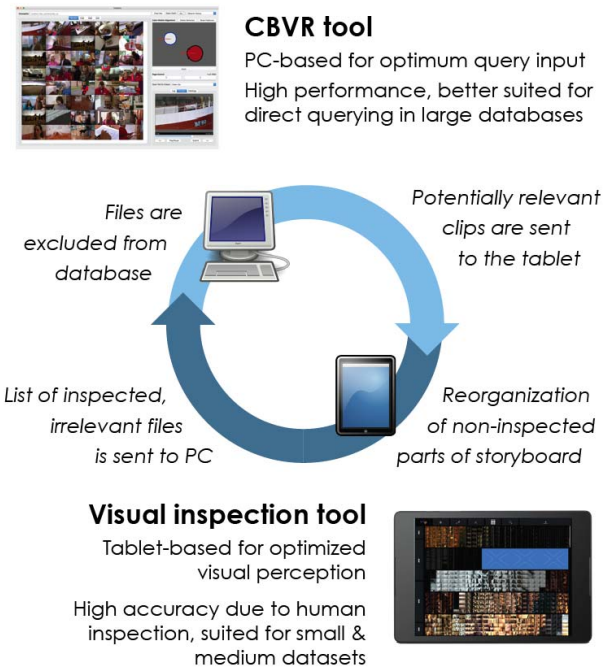 CBVR tool
PC-based for optimum query input
High performance, better suited for
direct querying in large databases
Files are
excluded from
database
Potentially relevant
clips are sent
to the tablet
List of inspected,
irrelevant files
is sent to PC
Reorganization
of non-inspected
parts of storyboard
Visual inspection tool
Tablet-based for optimized
visual perception
High accuracy due to human
inspection, suited for small &
medium datasets